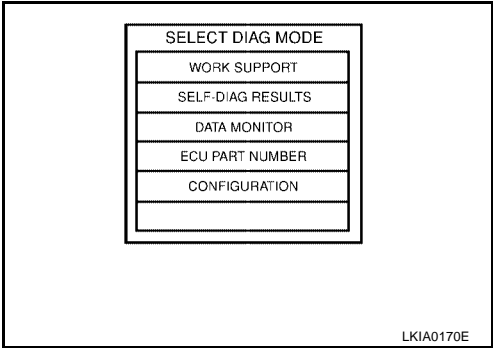 SELECT DIAG MODE
WORK SUPPORT
SELF-DIAG RESULTS
DATA MONITOR
ECU PART NUMBER
CONFIGURATION
LKIA0170E